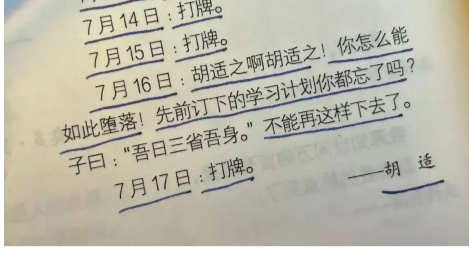 7月14日：打牌。
7月15日：打牌。
7月16日：胡适之啊胡适之！你怎么能
如此堕落！先前订下的学习计划你都忘了吗？
子曰：“吾日三省吾身。”不能再这样下去了。
7月17日：打牌。
——胡 适